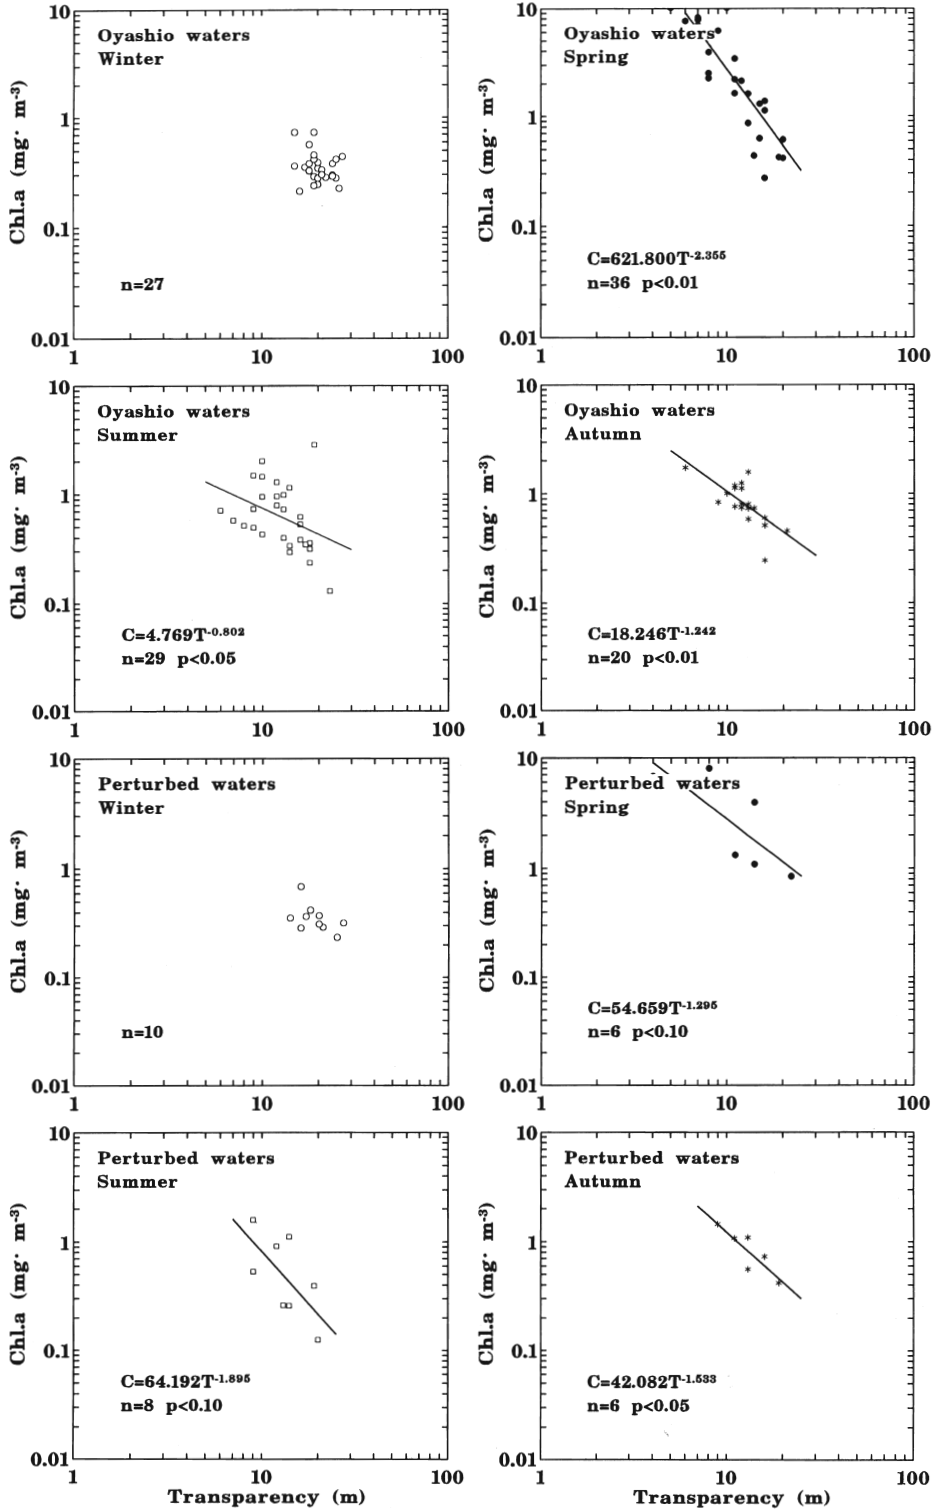 10
Oyashio waters
Winter
1
0.1
n=27
0.01
1
10
100
Chl.a (mg· m-3)
10
Oyashio waters
Spring
1
0.1
C=621.800T-2.355
n=36 p<0.01
0.01
1
10
100
Chl.a (mg· m-3)
10
Oyashio waters
Summer
1
0.1
C=4.769T-0.802
n=29 p<0.05
0.01
1
10
100
Chl.a (mg· m-3)
10
Oyashio waters
Autumn
1
0.1
C=18.246T-1.242
n=20 p<0.01
0.01
1
10
100
Chl.a (mg· m-3)
10
Perturbed waters
Winter
1
0.1
n=10
0.01
1
10
100
Chl.a (mg· m-3)
10
Perturbed waters
Spring
1
0.1
C=54.659T-1.295
n=6 p<0.10
0.01
1
10
100
Chl.a (mg· m-3)
10
Perturbed waters
Summer
1
0.1
C=64.192T-1.895
n=8 p<0.10
0.01
1
10
100
Chl.a (mg· m-3)
Transparency (m)
10
Perturbed waters
Autumn
1
0.1
C=42.082T-1.533
n=6 p<0.05
0.01
1
10
100
Chl.a (mg· m-3)
Transparency (m)